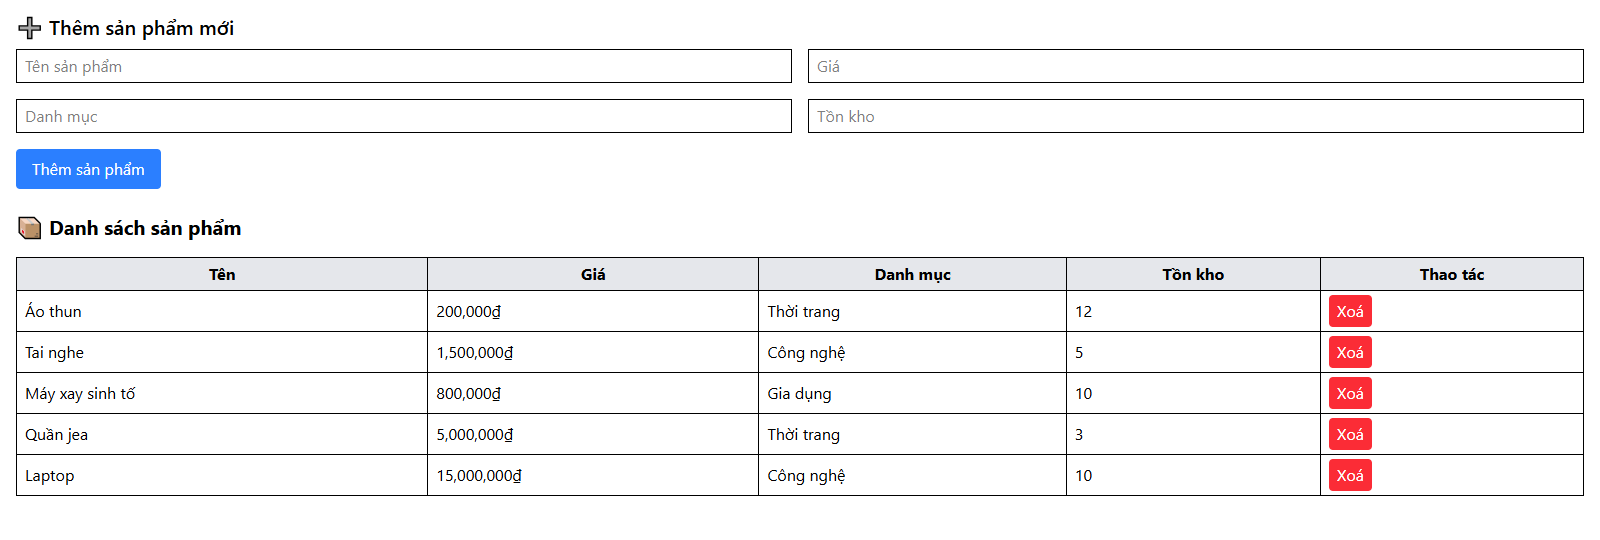 ➕ Thêm sản phẩm mới
Tên sản phẩm Giá
Danh mục Tồn kho
Thêm sản phẩm
📦 Danh sách sản phẩm
Tên Giá Danh mục Tồn kho Thao tác
Áo thun 200,000₫ Thời trang 12 Xoá
Tai nghe 1,500,000₫ Công nghệ 5 Xoá
Máy xay sinh tố 800,000₫ Gia dụng 10 Xoá
Quần jea 5,000,000₫ Thời trang 3 Xoá
Laptop 15,000,000₫ Công nghệ 10 Xoá